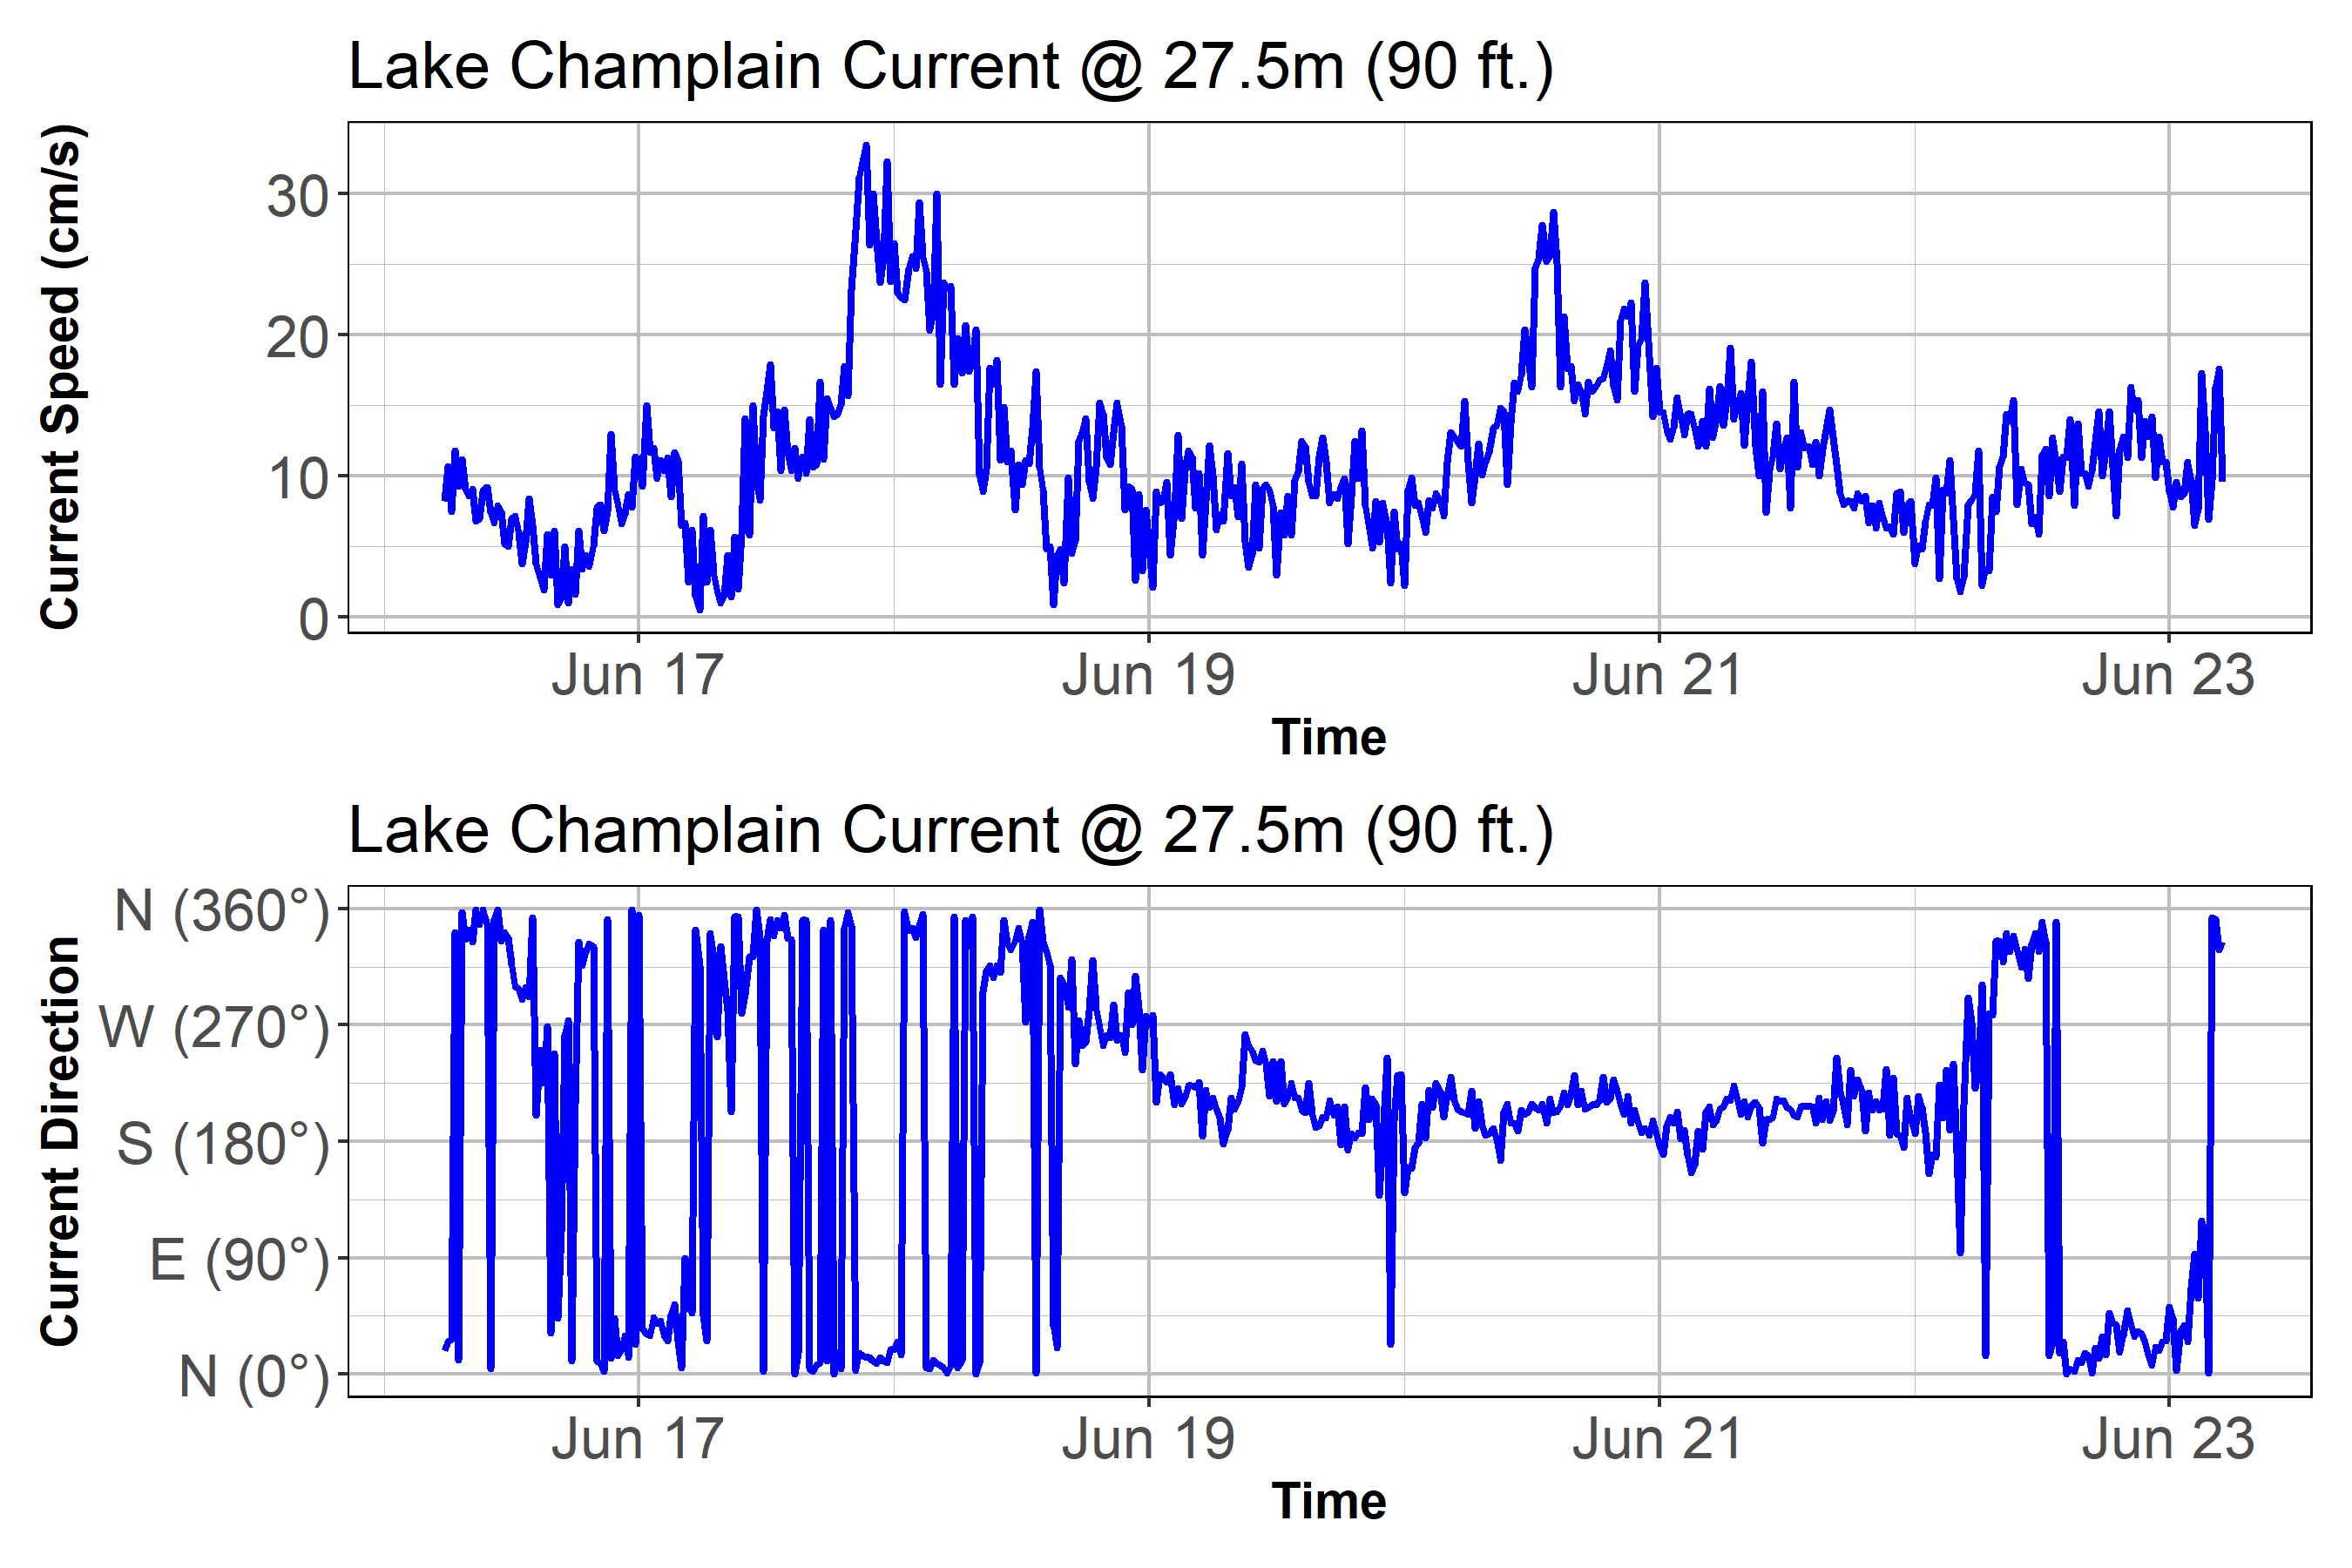 Lake Champlain Current @ 27.5m (90 ft.)
Current Speed (cm/s)
30
20
10
0
Jun 17 Jun 19 Jun 21 Jun 23
Time
Lake Champlain Current @ 27.5m (90 ft.)
Current Direction
N (360°)
W (270°)
S (180°)
E (90°)
N (0°)
Jun 17 Jun 19 Jun 21 Jun 23
Time